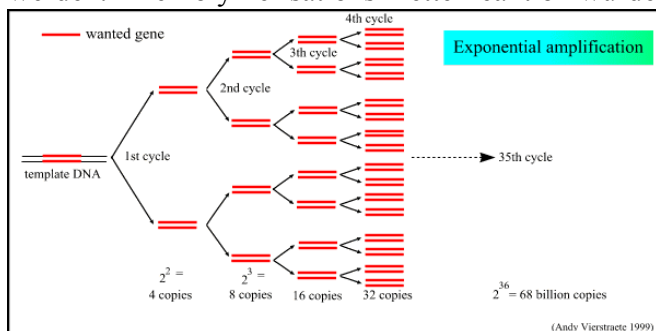 wanted gene
4th cycle
3th cycle
Exponential amplification
2nd cycle
1st cycle
35th cycle
template DNA
2^2 =
4 copies
2^3 =
8 copies
16 copies
32 copies
2^36 = 68 billion copies
(Andy Vierstraete 1999)